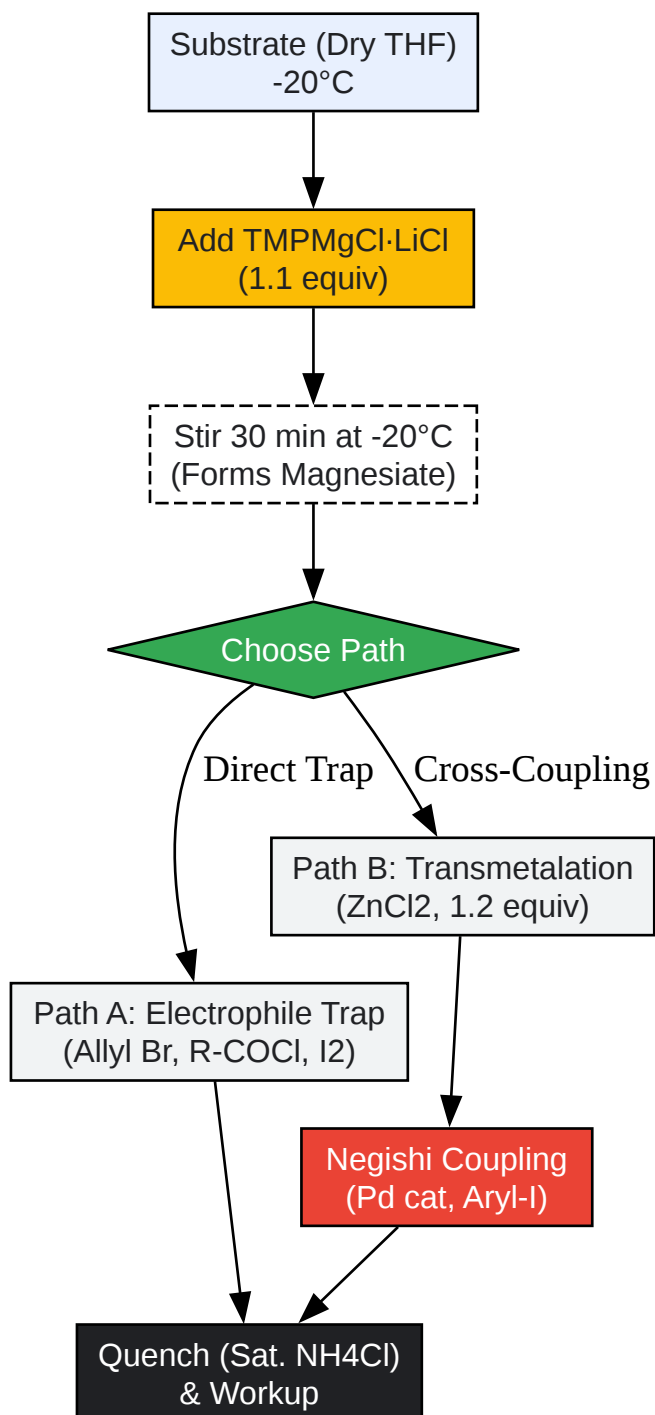 Substrate (Dry THF)
-20°C
Add TMPMgCl·LiCl
(1.1 equiv)
Stir 30 min at -20°C
(Forms Magnesiate)
Choose Path
Direct Trap
Cross-Coupling
Path B: Transmetalation
(ZnCl2, 1.2 equiv)
Path A: Electrophile Trap
(Allyl Br, R-COCl, I2)
Negishi Coupling
(Pd cat, Aryl-I)
Quench (Sat. NH4Cl)
& Workup